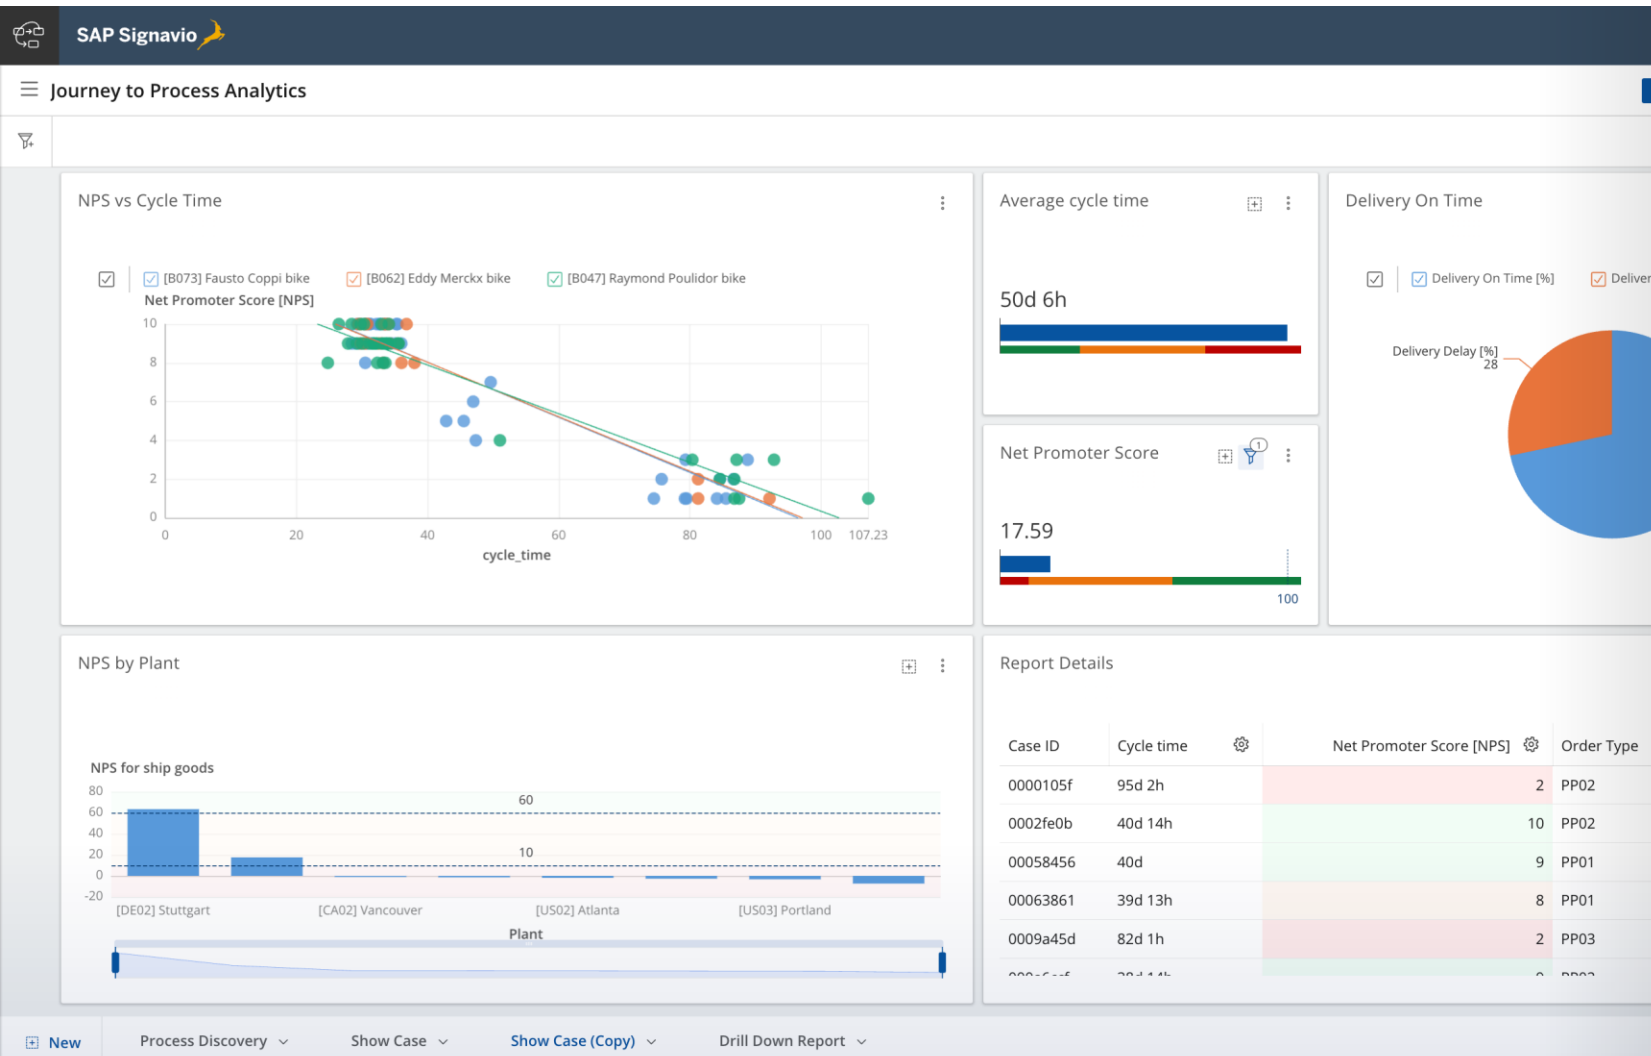 SAP Signavio
Journey to Process Analytics
NPS vs Cycle Time
[B073] Fausto Coppi bike
[B062] Eddy Merckx bike
[B047] Raymond Poulidor bike
Net Promoter Score [NPS]
10
8
6
4
2
0
0 20 40 60 80 100 107.23
cycle_time
Average cycle time
50d 6h
Net Promoter Score
1
17.59
100
Delivery On Time
Delivery On Time [%]
Deliver
Delivery Delay [%]
28
NPS by Plant
NPS for ship goods
80
60
40
20
0
-20
60
10
[DE02] Stuttgart [CA02] Vancouver [US02] Atlanta [US03] Portland
Plant
Report Details
Case ID Cycle time Net Promoter Score [NPS] Order Type
0000105f 95d 2h 2 PP02
0002fe0b 40d 14h 10 PP02
00058456 40d 9 PP01
00063861 39d 13h 8 PP01
0009a45d 82d 1h 2 PP03
New Process Discovery Show Case Show Case (Copy) Drill Down Report